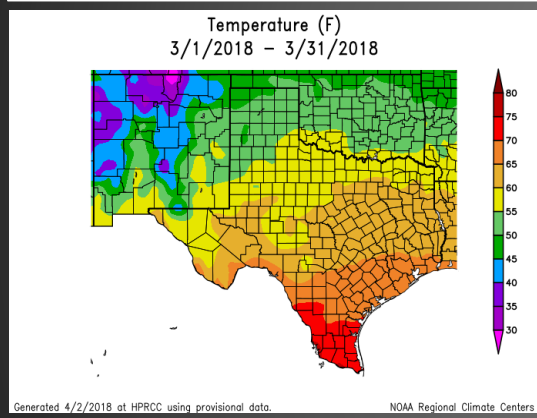 Temperature (F)
3/1/2018 – 3/31/2018
80
75
70
65
60
55
50
45
40
35
30
Generated 4/2/2018 at HPRCC using provisional data.
NOAA Regional Climate Centers